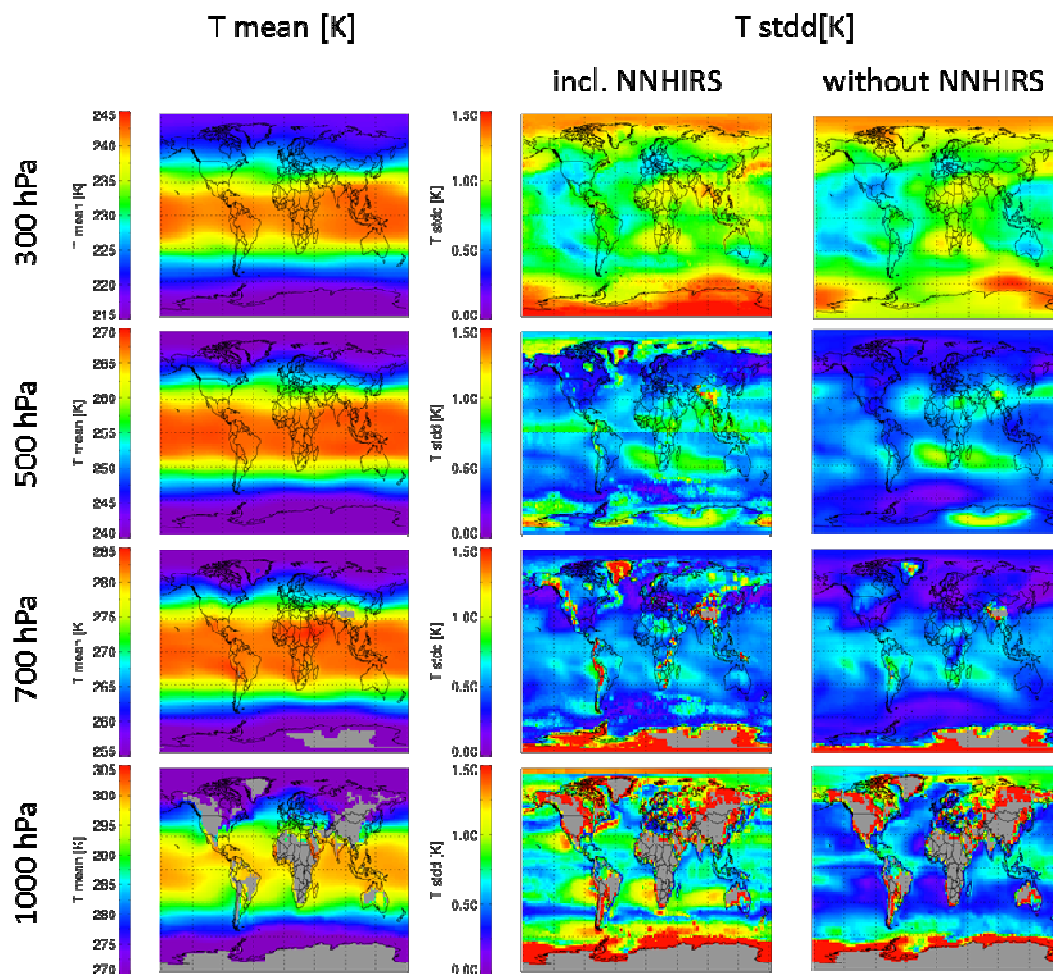 T mean [K]
T stdd[K]
incl. NNHIRS
without NNHIRS
300 hPa
T mean [K]
245
240
235
230
225
220
215
T stdd [K]
1.50
1.00
0.50
0.00
500 hPa
T mean [K]
270
265
260
255
250
245
240
T stdd [K]
1.50
1.00
0.50
0.00
700 hPa
T mean [K]
285
280
275
270
265
260
255
T stdd [K]
1.50
1.00
0.50
0.00
1000 hPa
T mean [K]
305
300
295
290
285
280
275
270
T stdd [K]
1.50
1.00
0.50
0.00